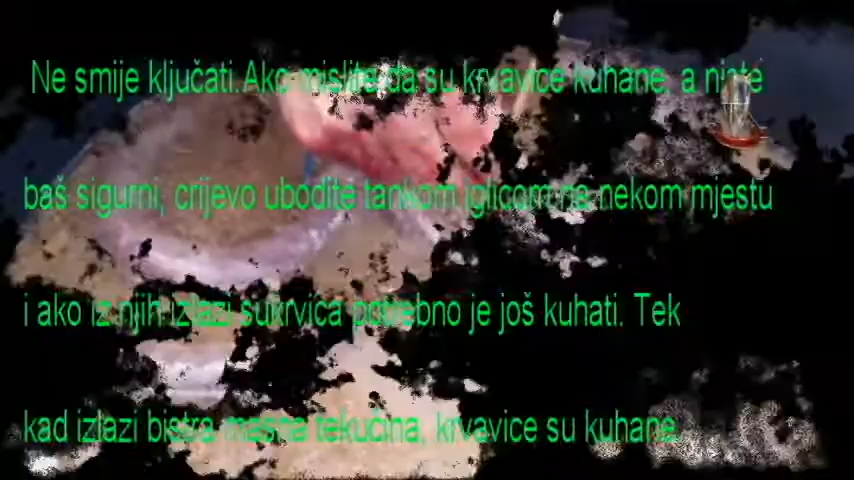 Ne smije ključati.Ako mislite da su krvavice kuhane, a niste
baš sigurni, crijevo ubodite tankom iglicom na nekom mjestu
i ako iz njih izlazi sukrvica potrebno je još kuhati. Tek
kad izlazi bistra masna tekućina, krvavice su kuhane.